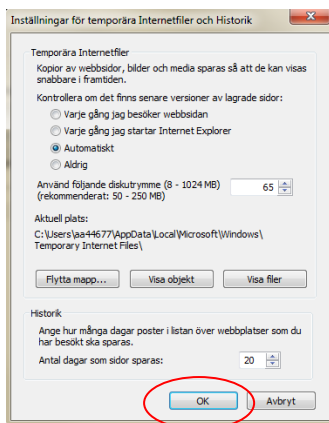 Inställningar för temporära Internetfiler och Historik
Temporära Internetfiler
Kopior av webbsidor, bilder och media sparas så att de kan visas
snabbare i framtiden.
Kontrollera om det finns senare versioner av lagrade sidor:
Varje gång jag besöker webbsidan
Varje gång jag startar Internet Explorer
Automatiskt
Aldrig
Använd följande diskutrymme (8 - 1024 MB) 65
(rekommenderat: 50 - 250 MB)
Aktuell plats:
C:\Users\aa44677\AppData\Local\Microsoft\Windows\
Temporary Internet Files\
Flytta mapp... Visa objekt Visa filer
Historik
Ange hur många dagar poster i listan över webbplatser som du
har besökt ska sparas.
Antal dagar som sidor sparas: 20
OK Avbryt